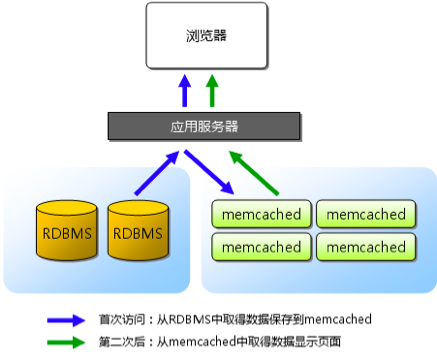 浏览器
应用服务器
RDBMS RDBMS
memcached memcached
memcached memcached
首次访问：从RDBMS中取得数据保存到memcached
第二次后：从memcached中取得数据显示页面